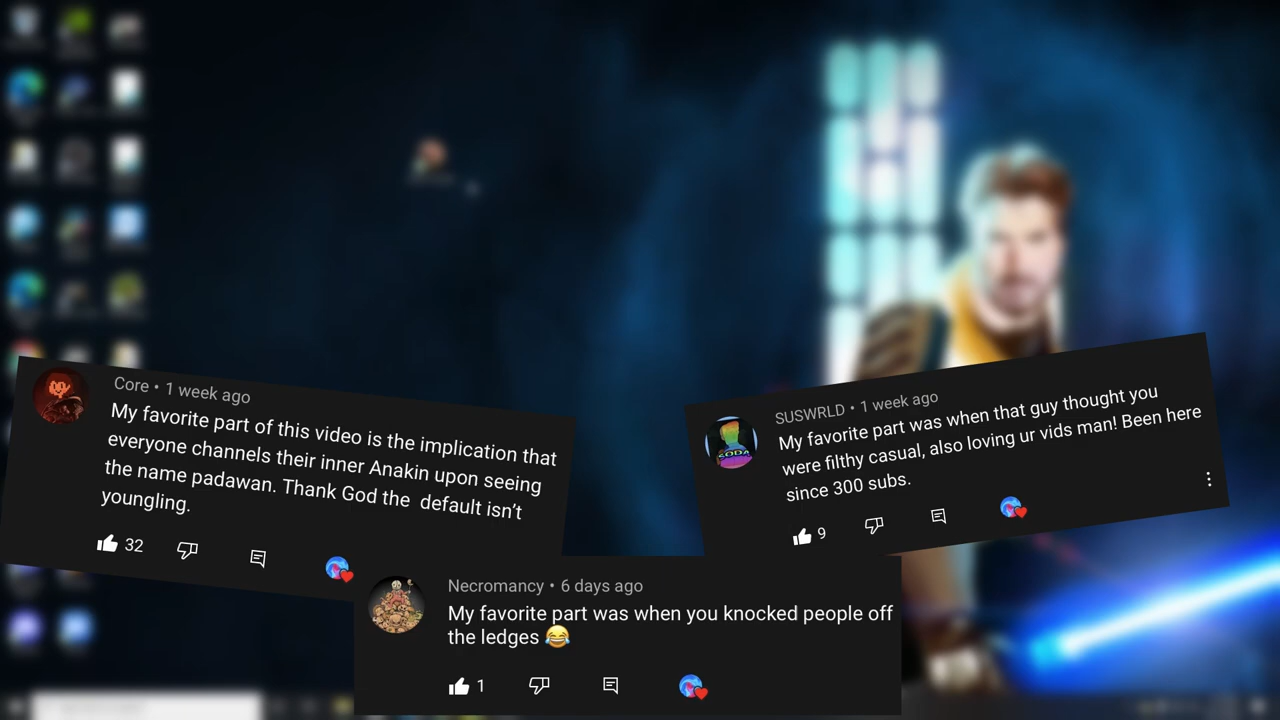 Core • 1 week ago
My favorite part of this video is the implication that
everyone channels their inner Anakin upon seeing
the name padawan. Thank God the  default isn’t
youngling.
32
SUSWRLD • 1 week ago
My favorite part was when that guy thought you
were filthy casual, also loving ur vids man! Been here
since 300 subs.
9
SODA
Necromancy • 6 days ago
My favorite part was when you knocked people off
the ledges 😂
1